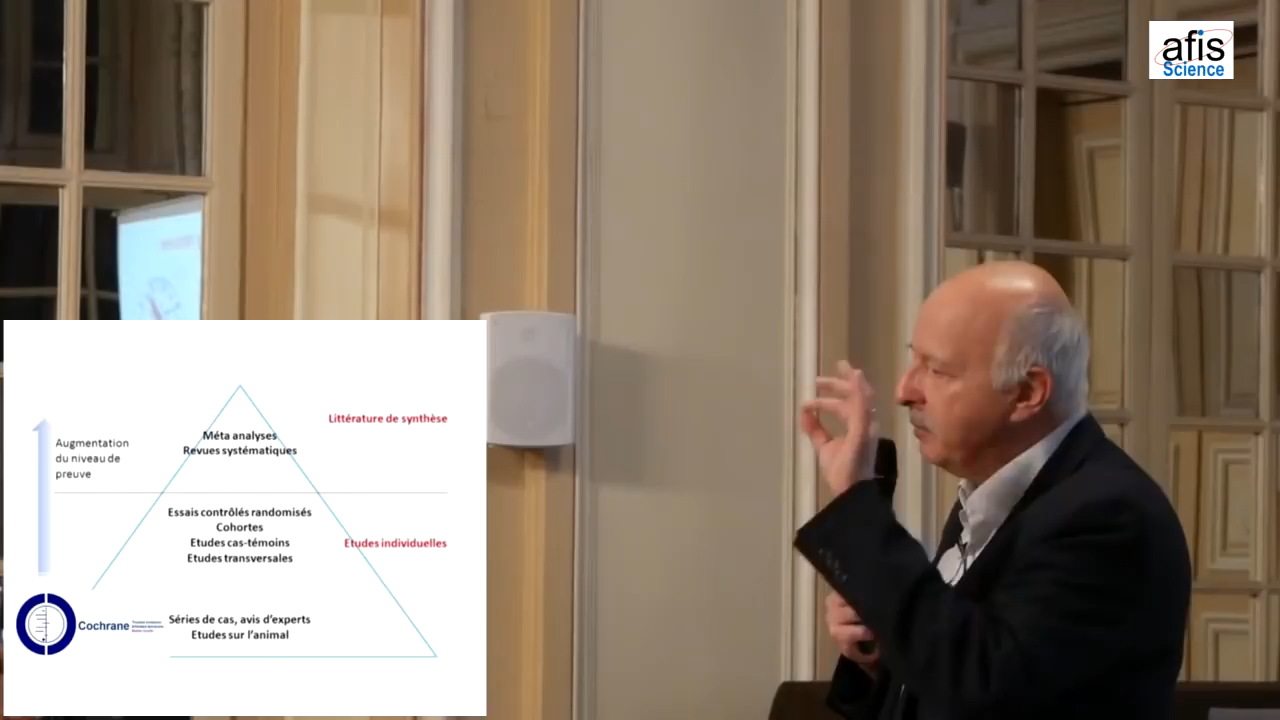 afis
Science
Littérature de synthèse
Méta analyses
Revues systématiques
Augmentation
du niveau de
preuve
Essais contrôlés randomisés
Cohortes
Etudes cas-témoins
Etudes transversales
Etudes individuelles
Cochrane
Séries de cas, avis d'experts
Etudes sur l'animal